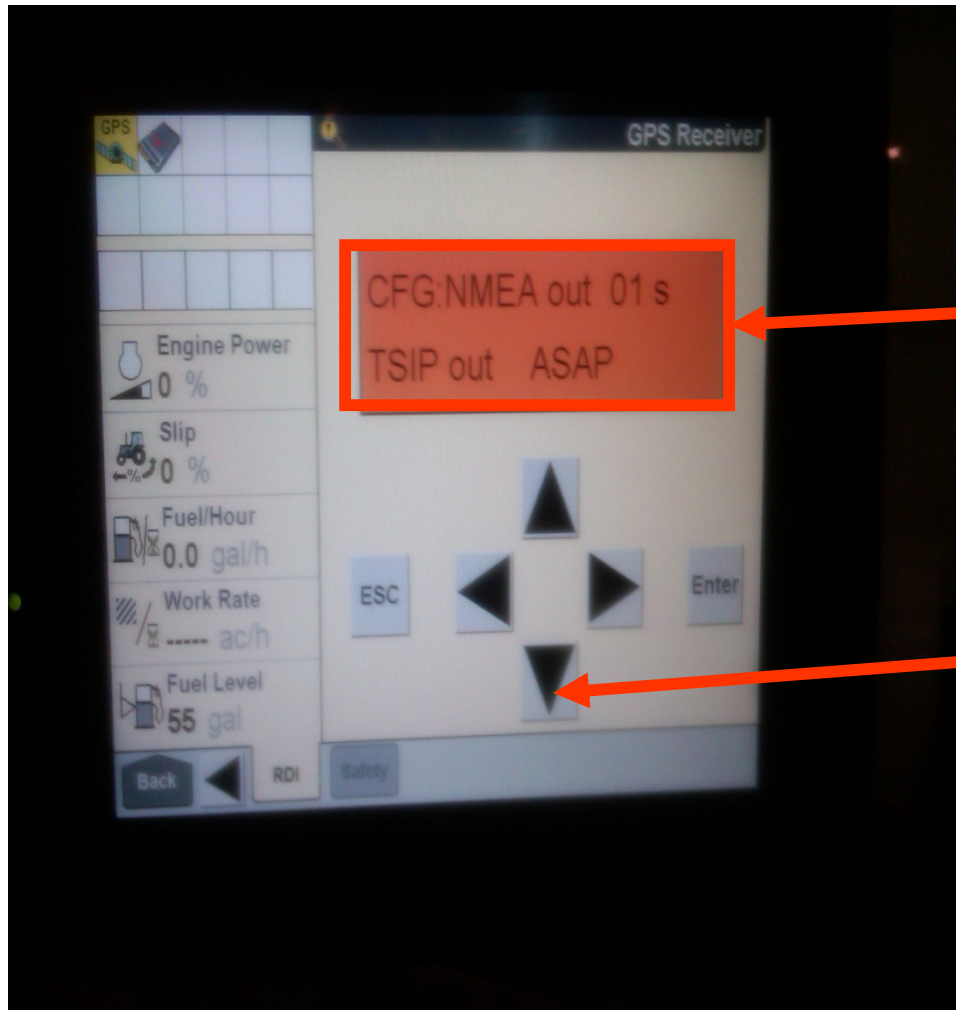 GPS
GPS Receiver
CFG:NMEA out 01 s
TSIP out ASAP
Engine Power
0 %
Slip
%
0 %
Fuel/Hour
0.0 gal/h
Work Rate
----- ac/h
Fuel Level
55 gal
ESC
Enter
Back
RDI
Safety